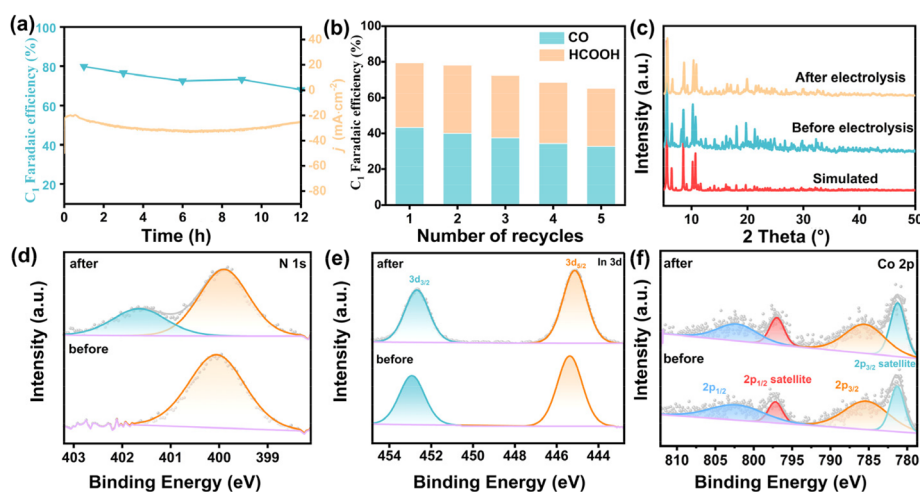 (a)
C₁ Faradaic efficiency (%)
80
60
40
20
100
0 2 4 6 8 10 12
Time (h)
40
20
0
-20
-40
-60
-80
j (mA·cm⁻²)
(b)
C₁ Faradaic efficiency (%)
100
80
60
40
20
0
CO
HCOOH
1 2 3 4 5
Number of recycles
(c)
Intensity (a.u.)
After electrolysis
Before electrolysis
Simulated
10 20 30 40 50
2 Theta (°)
(d)
after
N 1s
before
Intensity (a.u.)
403 402 401 400 399
Binding Energy (eV)
(e)
after
In 3d
3d3/2
3d5/2
before
Intensity (a.u.)
454 452 450 448 446 444
Binding Energy (eV)
(f)
after
Co 2p
before
2p1/2
2p1/2 satellite
2p3/2
2p3/2 satellite
Intensity (a.u.)
810 805 800 795 790 785 780
Binding Energy (eV)